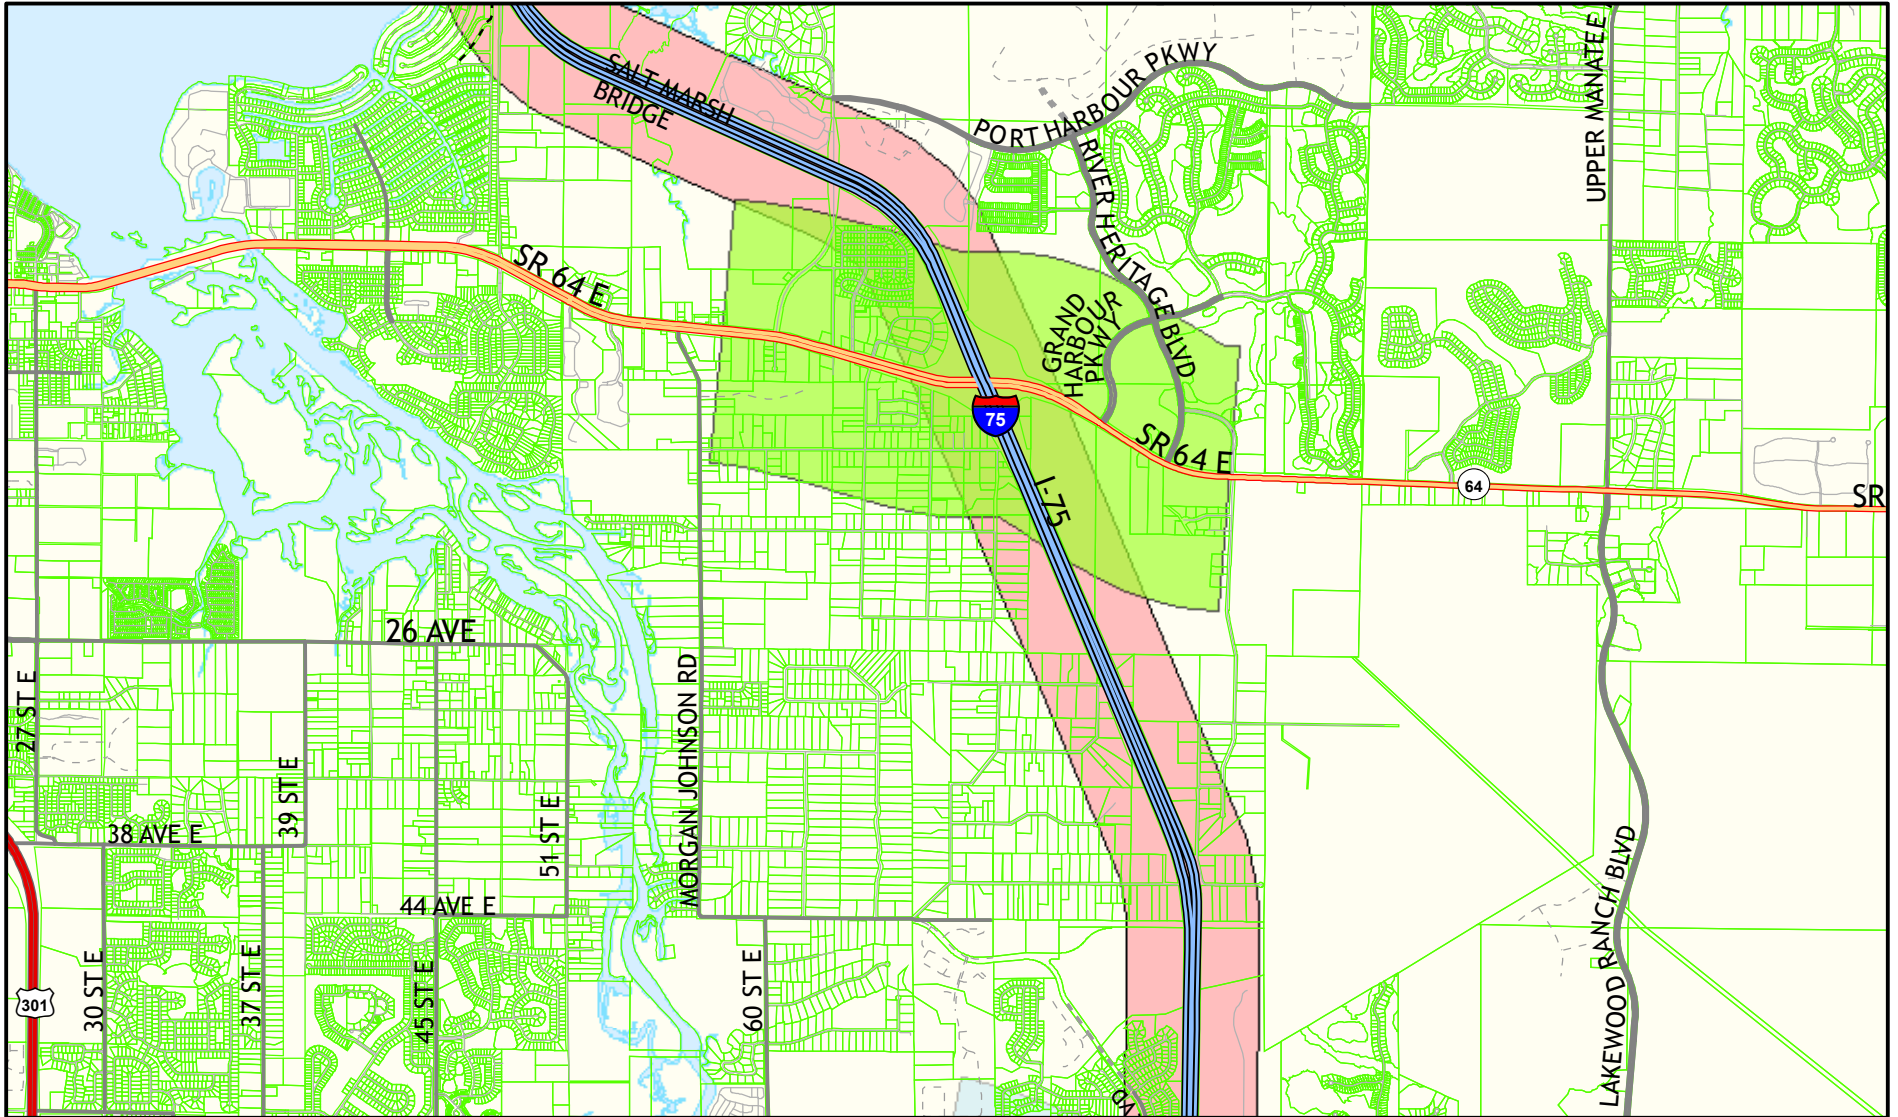 SALT MARSH
BRIDGE
PORT HARBOUR PKWY
UPPER MANATEE
RIVER HERITAGE BLVD
SR 64 E
GRAND
HARBOUR
PKWY
75
SR 64 E
64
SR
I-75
26 AVE
27 ST E
MORGAN JOHNSON RD
39 ST E
51 ST E
38 AVE E
44 AVE E
LAKEWOOD RANCH BLVD
301
30 ST E
37 ST E
45 ST E
60 ST E